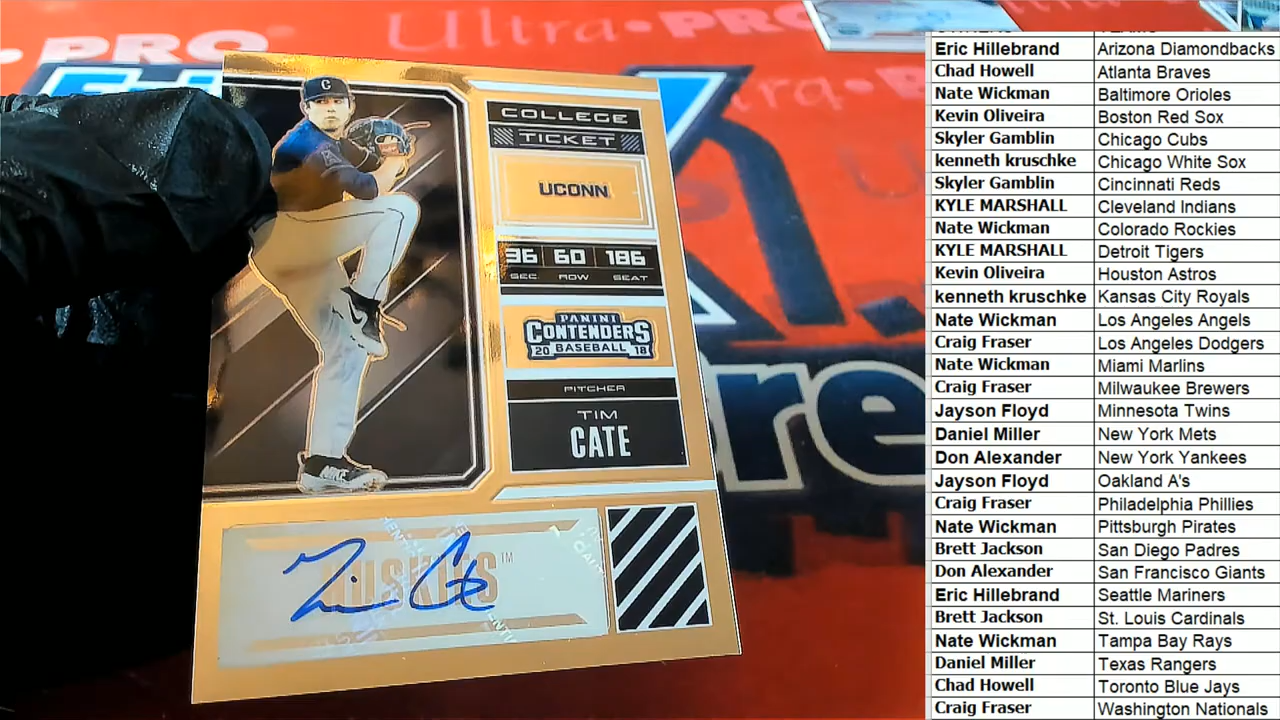 PRO
Ultra PRO
COLLEGE
TICKET
UCONN
36 60 186
SEC. ROW SEAT
PANINI
CONTENDERS
20 BASEBALL 18
PITCHER
TIM
CATE
HUSKIES™
re
Eric Hillebrand Arizona Diamondbacks
Chad Howell Atlanta Braves
Nate Wickman Baltimore Orioles
Kevin Oliveira Boston Red Sox
Skyler Gamblin Chicago Cubs
kenneth kruschke Chicago White Sox
Skyler Gamblin Cincinnati Reds
KYLE MARSHALL Cleveland Indians
Nate Wickman Colorado Rockies
KYLE MARSHALL Detroit Tigers
Kevin Oliveira Houston Astros
kenneth kruschke Kansas City Royals
Nate Wickman Los Angeles Angels
Craig Fraser Los Angeles Dodgers
Nate Wickman Miami Marlins
Craig Fraser Milwaukee Brewers
Jayson Floyd Minnesota Twins
Daniel Miller New York Mets
Don Alexander New York Yankees
Jayson Floyd Oakland A's
Craig Fraser Philadelphia Phillies
Nate Wickman Pittsburgh Pirates
Brett Jackson San Diego Padres
Don Alexander San Francisco Giants
Eric Hillebrand Seattle Mariners
Brett Jackson St. Louis Cardinals
Nate Wickman Tampa Bay Rays
Daniel Miller Texas Rangers
Chad Howell Toronto Blue Jays
Craig Fraser Washington Nationals